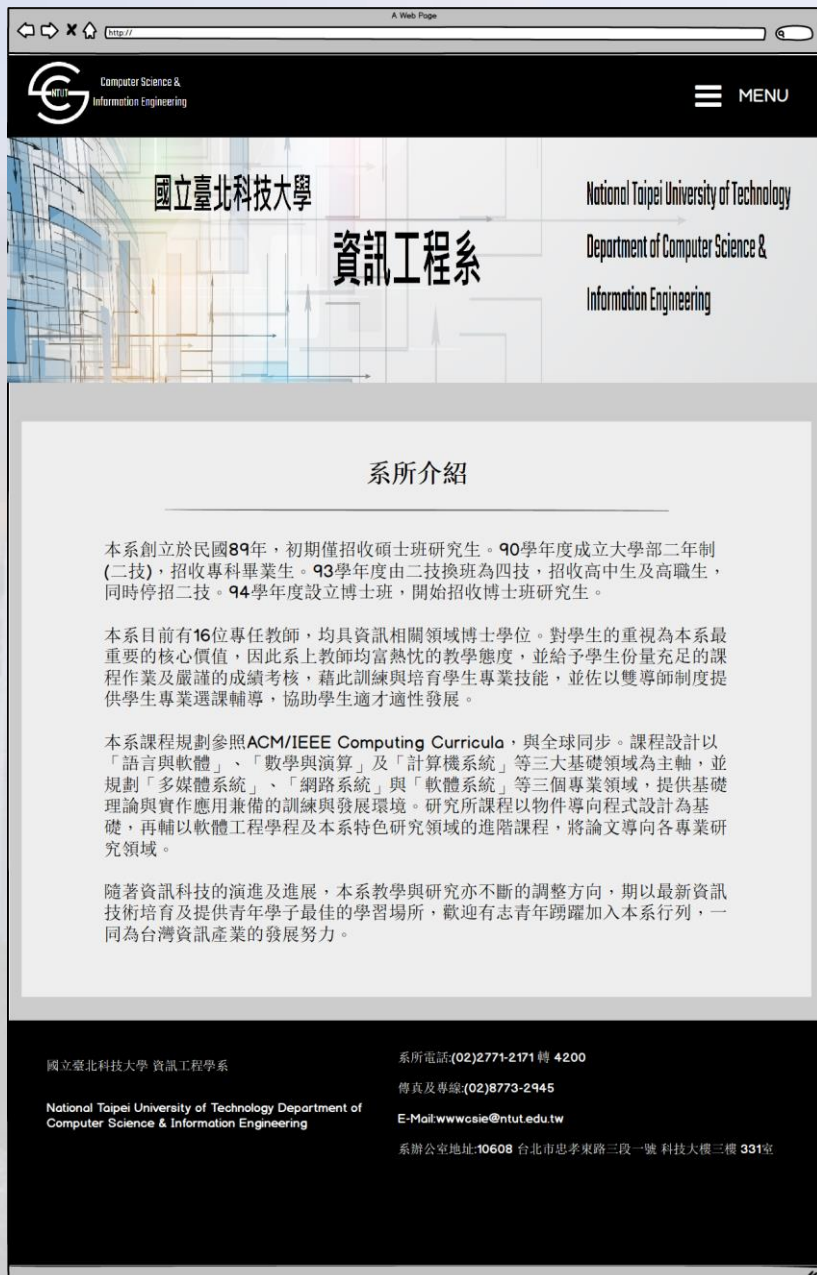 A Web Page
http://
NTUT
Computer Science &
Information Engineering
MENU
國立臺北科技大學
資訊工程系
National Taipei University of Technology
Department of Computer Science &
Information Engineering
系所介紹
本系創立於民國89年，初期僅招收碩士班研究生。90學年度成立大學部二年制
(二技)，招收專科畢業生。93學年度由二技換班為四技，招收高中生及高職生，
同時停招二技。94學年度設立博士班，開始招收博士班研究生。
本系目前有16位專任教師，均具資訊相關領域博士學位。對學生的重視為本系最
重要的核心價值，因此系上教師均富熱忱的教學態度，並給予學生份量充足的課
程作業及嚴謹的成績考核，藉此訓練與培育學生專業技能，並佐以雙導師制度提
供學生專業選課輔導，協助學生適才適性發展。
本系課程規劃參照ACM/IEEE Computing Curricula，與全球同步。課程設計以
「語言與軟體」、「數學與演算」及「計算機系統」等三大基礎領域為主軸，並
規劃「多媒體系統」、「網路系統」與「軟體系統」等三個專業領域，提供基礎
理論與實作應用兼備的訓練與發展環境。研究所課程以物件導向程式設計為基
礎，再輔以軟體工程學程及本系特色研究領域的進階課程，將論文導向各專業研
究領域。
隨著資訊科技的演進及進展，本系教學與研究亦不斷的調整方向，期以最新資訊
技術培育及提供青年學子最佳的學習場所，歡迎有志青年踴躍加入本系行列，一
同為台灣資訊產業的發展努力。
國立臺北科技大學 資訊工程學系
National Taipei University of Technology Department of
Computer Science & Information Engineering
系所電話:(02)2771-2171 轉 4200
傳真及專線:(02)8773-2945
E-Mail:wwwcsie@ntut.edu.tw
系辦公室地址:10608 台北市忠孝東路三段一號 科技大樓三樓 331室